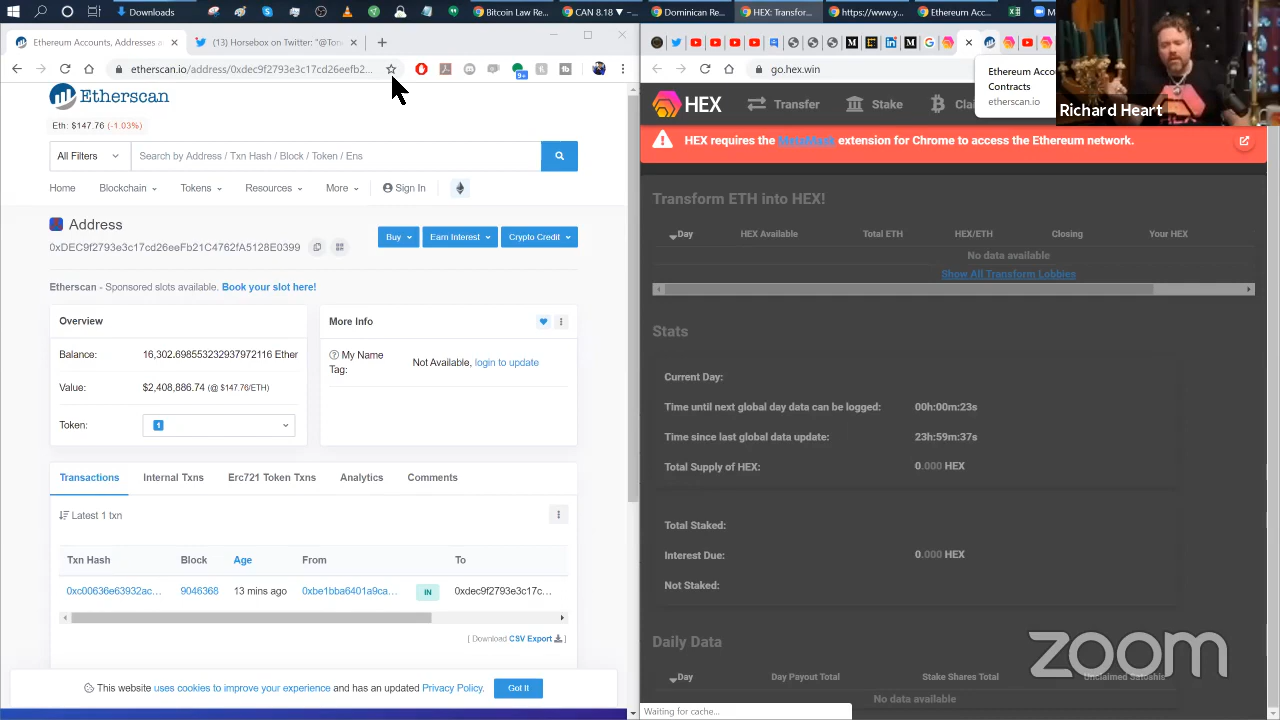 Bitcoin Rev
CAN 8.18
HEX: Tran
https://www.y
Ethereum
Ethereum Accounts, Addresses a
(13) dorsalsex on Twitter: "@
etherscan.io/address/0xdec9f2793e3c17cd6eeen...
9+
Etherscan
Eth: $147.76 (-1.03%)
All Filters
Search by Address / Txn Hash / Block / Token / Ens
Home
Blockchain
Tokens
Resources
More
Sign In
Address
0xDEC9f2793e3c17cd26eeFb21C4762fA5128E0399
Buy
Earn Interest
Crypto Credit
Etherscan - Sponsored slots available. Book your slot here!
Overview
Balance:
16,302.698553232937972116 Ether
Value:
$2,408,886.74 (@ $147.76/ETH)
Token:
1
More Info
My Name Tag:
Not Available, login to update
Transactions
Internal Txns
Erc721 Token Txns
Analytics
Comments
Latest 1 txn
Txn Hash
Block
Age
From
To
0xc00636e63932ac...
9046368
13 mins ago
0xbe1bba6401a9ca...
IN
0xdec9f2793e3c17c...
[ Download CSV Export ]
This website uses cookies to improve your experience and has an updated Privacy Policy.
Got It
go.hex.win
Ethereum Acco
Contracts
etherscan.io
Richard Heart
HEX
Transfer
Stake
Clai
HEX requires the MetaMask extension for Chrome to access the Ethereum network.
Transform ETH into HEX!
Day
HEX Available
Total ETH
HEX/ETH
Closing
Your HEX
No data available
Show All Transform Lobbies
Stats
Current Day:
Time until next global day data can be logged:
00h:00m:23s
Time since last global data update:
23h:59m:37s
Total Supply of HEX:
0.000 HEX
Total Staked:
Interest Due:
0.000 HEX
Not Staked:
Daily Data
Day
Day Payout Total
Stake Shares Total
Unclaimed Satoshis
No data available
Waiting for cache...
zoom